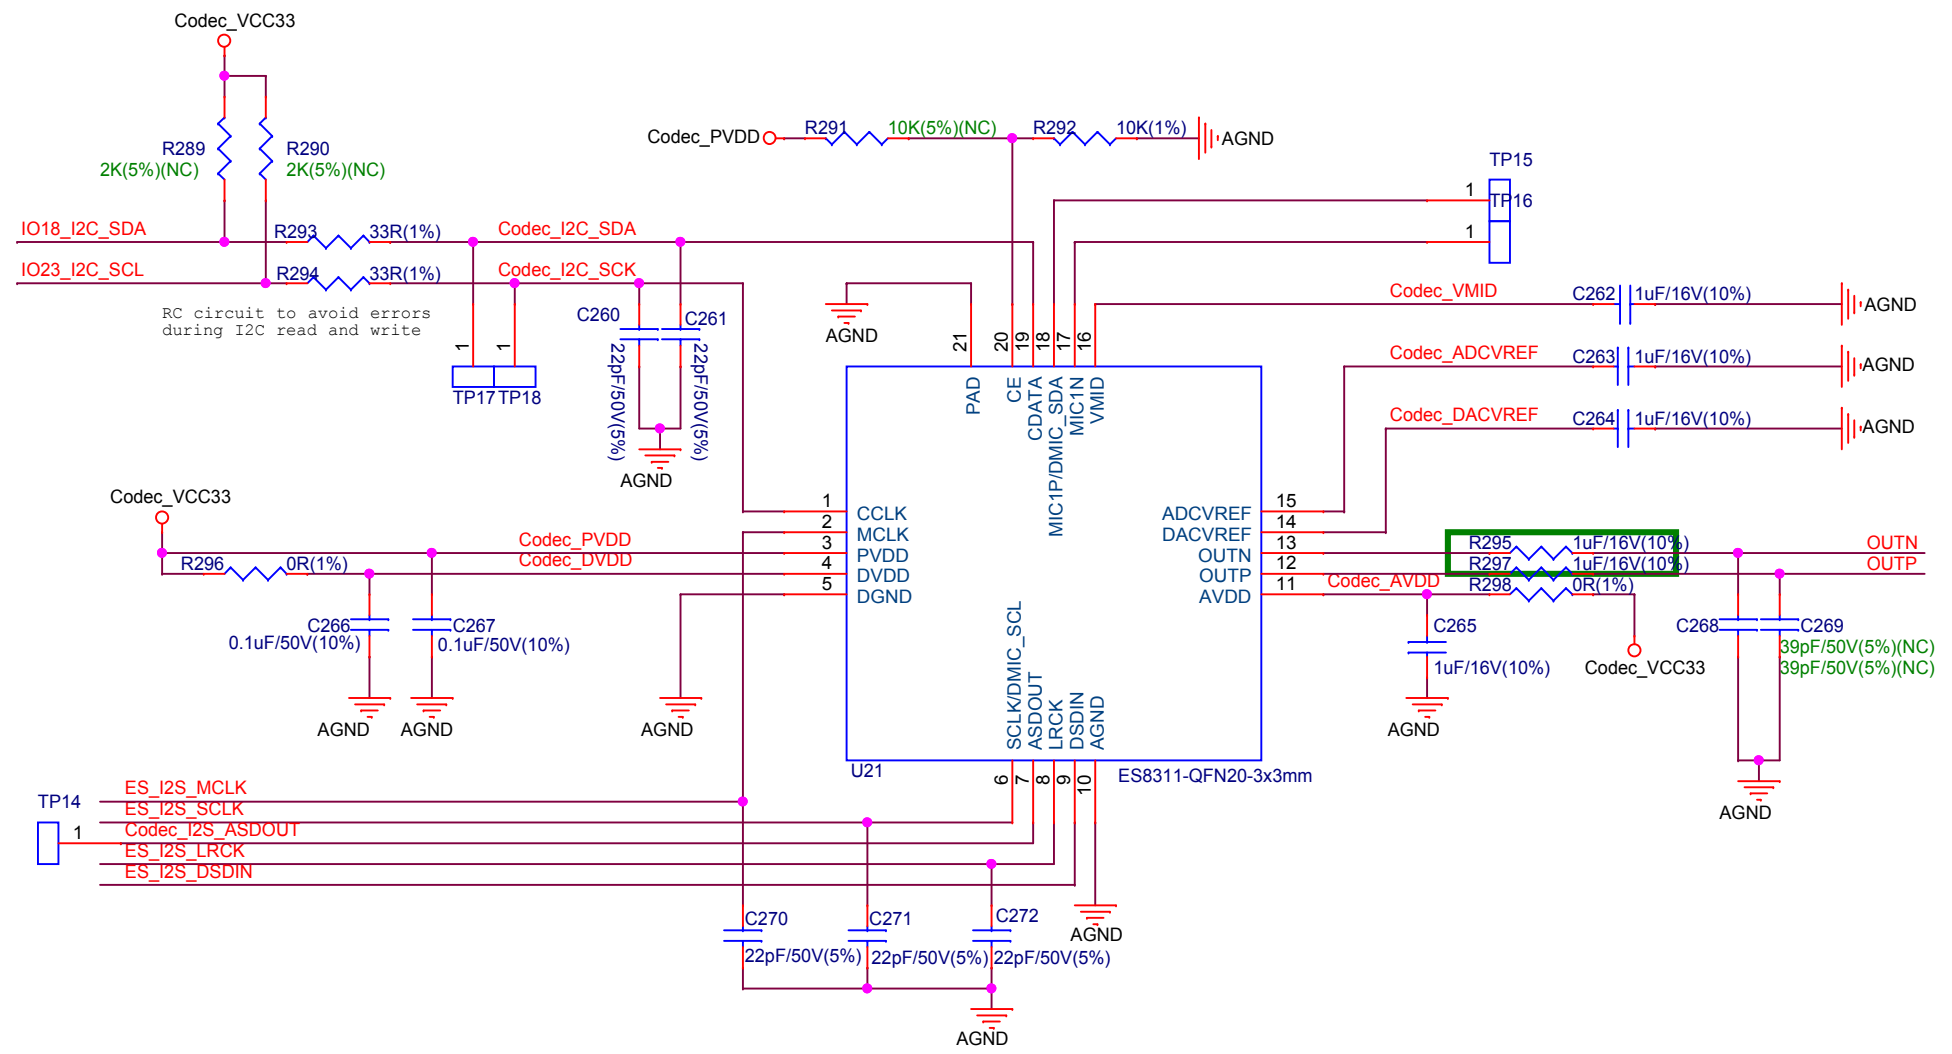 Codec_VCC33
R289
2K(5%)(NC)
R290
2K(5%)(NC)
IO18_I2C_SDA
R293
33R(1%)
Codec_I2C_SDA
IO23_I2C_SCL
R294
33R(1%)
Codec_I2C_SCK
RC circuit to avoid errors
during I2C read and write
1
1
TP17
TP18
C260
22pF/50V(5%)
C261
22pF/50V(5%)
AGND
Codec_PVDD
R291
10K(5%)(NC)
R292
10K(1%)
AGND
TP15
1
TP16
1
AGND
Codec_VMID
C262
1uF/16V(10%)
AGND
Codec_ADCVREF
C263
1uF/16V(10%)
AGND
Codec_DACVREF
C264
1uF/16V(10%)
AGND
21
20
19
18
17
16
PAD
CE
CDATA
MIC1P/DMIC_SDA
MIC1N
VMID
Codec_VCC33
Codec_PVDD
R296
0R(1%)
Codec_DVDD
C266
0.1uF/50V(10%)
C267
0.1uF/50V(10%)
AGND
AGND
AGND
1
CCLK
2
MCLK
3
PVDD
4
DVDD
5
DGND
15
ADCVREF
14
DACVREF
13
OUTN
12
OUTP
11
AVDD
R295
1uF/16V(10%)
OUTN
R297
1uF/16V(10%)
OUTP
Codec_AVDD
R298
0R(1%)
C265
1uF/16V(10%)
AGND
Codec_VCC33
C268
C269
39pF/50V(5%)(NC)
39pF/50V(5%)(NC)
AGND
SCLK/DMIC_SCL
ASDOUT
LRCK
DSDIN
AGND
6
7
8
9
10
U21
ES8311-QFN20-3x3mm
TP14
1
ES_I2S_MCLK
ES_I2S_SCLK
Codec_I2S_ASDOUT
ES_I2S_LRCK
ES_I2S_DSDIN
C270
22pF/50V(5%)
C271
22pF/50V(5%)
C272
22pF/50V(5%)
AGND
AGND